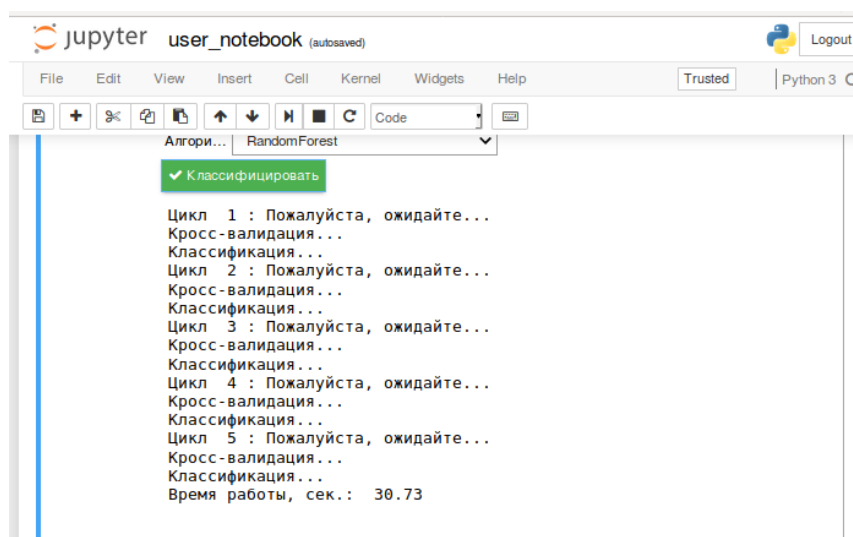 jupyter user_notebook (autosaved) Logout
File Edit View Insert Cell Kernel Widgets Help Trusted Python 3
Code
Алгори... RandomForest
Классифицировать
Цикл 1 : Пожалуйста, ожидайте...
Кросс-валидация...
Классификация...
Цикл 2 : Пожалуйста, ожидайте...
Кросс-валидация...
Классификация...
Цикл 3 : Пожалуйста, ожидайте...
Кросс-валидация...
Классификация...
Цикл 4 : Пожалуйста, ожидайте...
Кросс-валидация...
Классификация...
Цикл 5 : Пожалуйста, ожидайте...
Кросс-валидация...
Классификация...
Время работы, сек.: 30.73